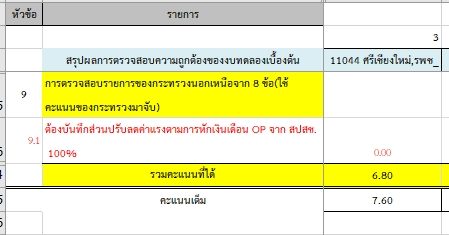 หัวข้อ รายการ
3
สรุปผลการตรวจสอบความถูกต้องของงบทดลองเบื้องต้น 11044 ศรีเชียงใหม่,รพช_
9 การตรวจสอบรายการของกระทรวงนอกเหนือจาก 8 ข้อ(ใช้
คะแนนของกระทรวงมาจับ)
9.1 ต้องบันทึกส่วนปรับลดค่าแรงตามการหักเงินเดือน OP จาก สปสช.
100% 0.00
รวมคะแนนที่ได้ 6.80
คะแนนเต็ม 7.60